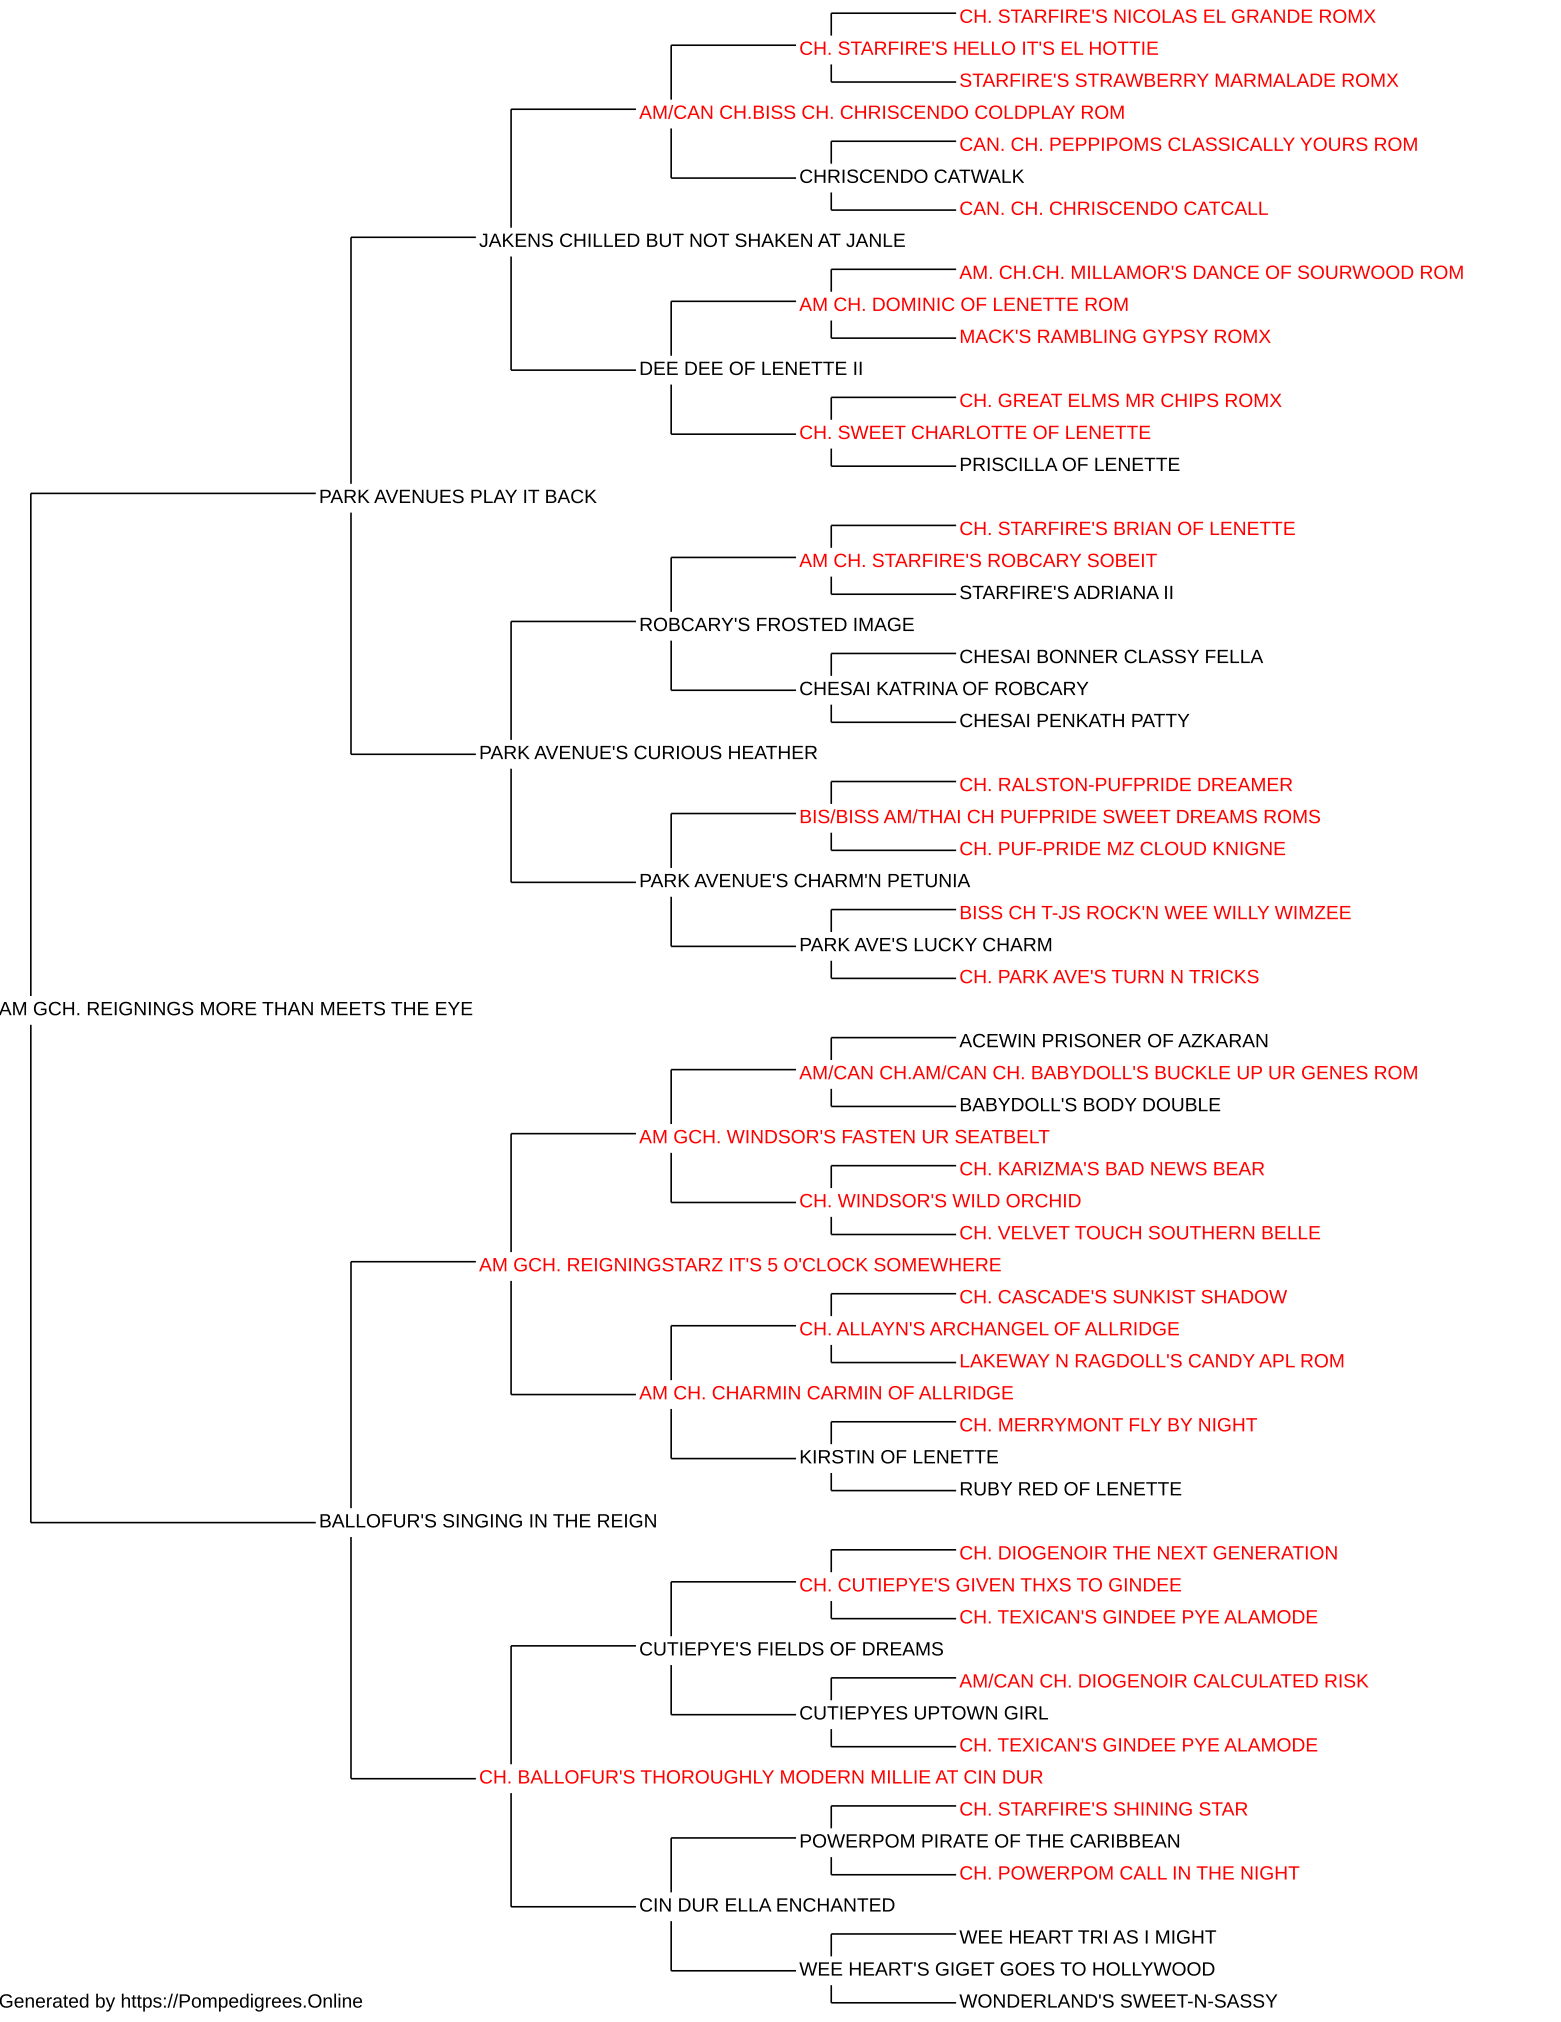 CH. STARFIRE'S NICOLAS EL GRANDE ROMX
CH. STARFIRE'S HELLO IT'S EL HOTTIE
STARFIRE'S STRAWBERRY MARMALADE ROMX
AM/CAN CH.BISS CH. CHRISCENDO COLDPLAY ROM
CAN. CH. PEPPIPOMS CLASSICALLY YOURS ROM
CHRISCENDO CATWALK
CAN. CH. CHRISCENDO CATCALL
JAKENS CHILLED BUT NOT SHAKEN AT JANLE
AM. CH.CH. MILLAMOR'S DANCE OF SOURWOOD ROM
AM CH. DOMINIC OF LENETTE ROM
MACK'S RAMBLING GYPSY ROMX
DEE DEE OF LENETTE II
CH. GREAT ELMS MR CHIPS ROMX
CH. SWEET CHARLOTTE OF LENETTE
PRISCILLA OF LENETTE
PARK AVENUES PLAY IT BACK
CH. STARFIRE'S BRIAN OF LENETTE
AM CH. STARFIRE'S ROBCARY SOBEIT
STARFIRE'S ADRIANA II
ROBCARY'S FROSTED IMAGE
CHESAI BONNER CLASSY FELLA
CHESAI KATRINA OF ROBCARY
CHESAI PENKATH PATTY
PARK AVENUE'S CURIOUS HEATHER
CH. RALSTON-PUFPRIDE DREAMER
BIS/BISS AM/THAI CH PUFPRIDE SWEET DREAMS ROMS
CH. PUF-PRIDE MZ CLOUD KNIGNE
PARK AVENUE'S CHARM'N PETUNIA
BISS CH T-JS ROCK'N WEE WILLY WIMZEE
PARK AVE'S LUCKY CHARM
CH. PARK AVE'S TURN N TRICKS
AM GCH. REIGNINGS MORE THAN MEETS THE EYE
ACEWIN PRISONER OF AZKARAN
AM/CAN CH.AM/CAN CH. BABYDOLL'S BUCKLE UP UR GENES ROM
BABYDOLL'S BODY DOUBLE
AM GCH. WINDSOR'S FASTEN UR SEATBELT
CH. KARIZMA'S BAD NEWS BEAR
CH. WINDSOR'S WILD ORCHID
CH. VELVET TOUCH SOUTHERN BELLE
AM GCH. REIGNINGSTARZ IT'S 5 O'CLOCK SOMEWHERE
CH. CASCADE'S SUNKIST SHADOW
CH. ALLAYN'S ARCHANGEL OF ALLRIDGE
LAKEWAY N RAGDOLL'S CANDY APL ROM
AM CH. CHARMIN CARMIN OF ALLRIDGE
CH. MERRYMONT FLY BY NIGHT
KIRSTIN OF LENETTE
RUBY RED OF LENETTE
BALLOFUR'S SINGING IN THE REIGN
CH. DIOGENOIR THE NEXT GENERATION
CH. CUTIEPYE'S GIVEN THXS TO GINDEE
CH. TEXICAN'S GINDEE PYE ALAMODE
CUTIEPYE'S FIELDS OF DREAMS
AM/CAN CH. DIOGENOIR CALCULATED RISK
CUTIEPYES UPTOWN GIRL
CH. TEXICAN'S GINDEE PYE ALAMODE
CH. BALLOFUR'S THOROUGHLY MODERN MILLIE AT CIN DUR
CH. STARFIRE'S SHINING STAR
POWERPOM PIRATE OF THE CARIBBEAN
CH. POWERPOM CALL IN THE NIGHT
CIN DUR ELLA ENCHANTED
WEE HEART TRI AS I MIGHT
WEE HEART'S GIGET GOES TO HOLLYWOOD
WONDERLAND'S SWEET-N-SASSY
Generated by https://Pompedigrees.Online